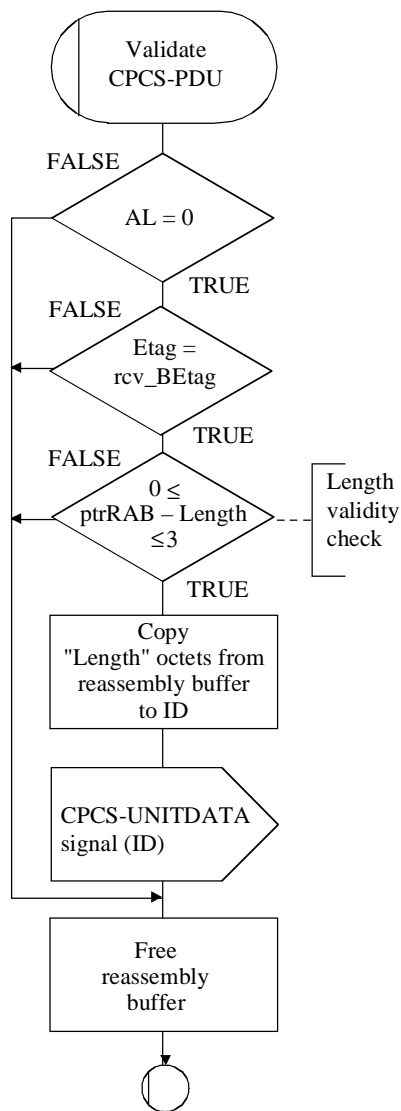 Validate
CPCS-PDU
FALSE
AL = 0
TRUE
FALSE
Etag =
rcv_BEtag
TRUE
FALSE
0 ≤
ptrRAB – Length
≤3
Length
validity
check
TRUE
Copy
"Length" octets from
reassembly buffer
to ID
CPCS-UNITDATA
signal (ID)
Free
reassembly
buffer